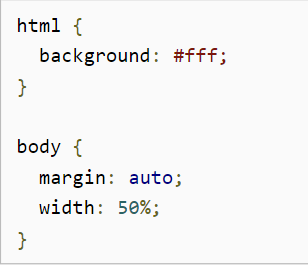 html {
  background: #fff;
}

body {
  margin: auto;
  width: 50%;
}